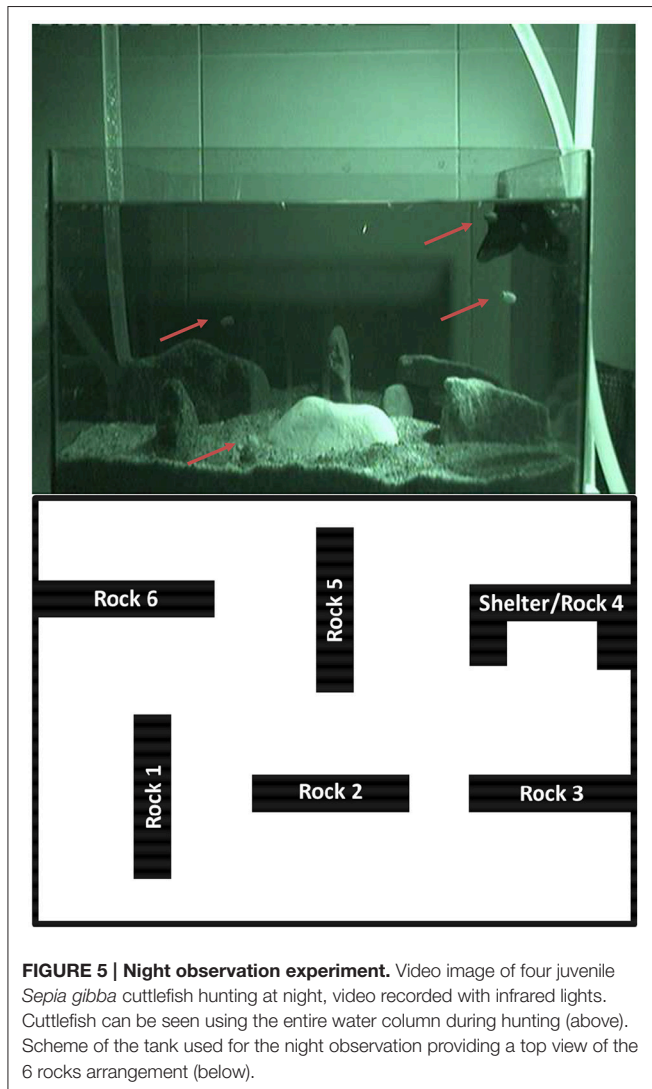 Rock 6
Rock 5
Shelter/Rock 4
Rock 1
Rock 2
Rock 3
FIGURE 5 | Night observation experiment. Video image of four juvenile
Sepia gibba cuttlefish hunting at night, video recorded with infrared lights.
Cuttlefish can be seen using the entire water column during hunting (above).
Scheme of the tank used for the night observation providing a top view of the
6 rocks arrangement (below).